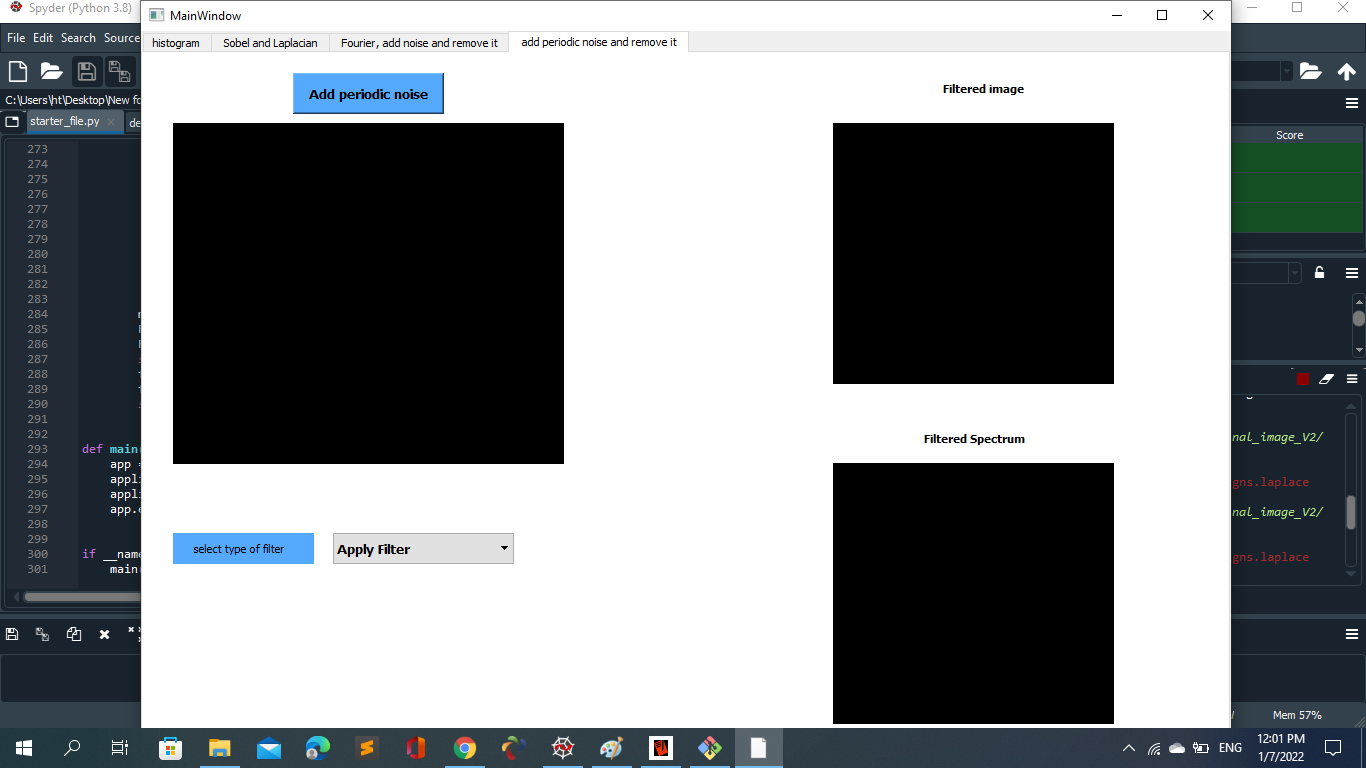 Spyder (Python 3.8)
MainWindow
File Edit Search Source
histogram Sobel and Laplacian Fourier, add noise and remove it add periodic noise and remove it
C:\Users\ht\Desktop\New fo
starter_file.py de
Add periodic noise
Filtered image
Score
273
274
275
276
277
278
279
280
281
282
283
284
285
286
287
288
289
290
291
292
293 def main
294 app =
295 appli
296 appli
297 app.e
298
299
300 if __name
301 main
Filtered Spectrum
nal_image_V2/
gns.laplace
nal_image_V2/
gns.laplace
select type of filter Apply Filter
Mem 57%
ENG
12:01 PM
1/7/2022